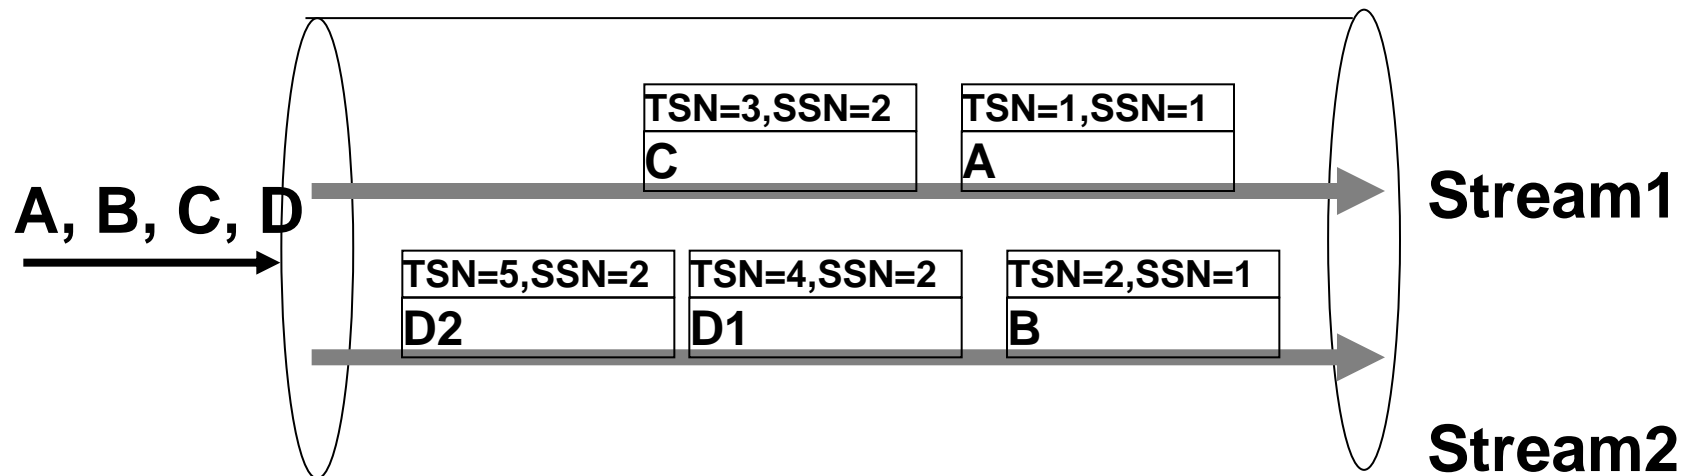 TSN=3,SSN=2
C
TSN=1,SSN=1
A
A, B, C, D
Stream1
TSN=5,SSN=2
D2
TSN=4,SSN=2
D1
TSN=2,SSN=1
B
Stream2